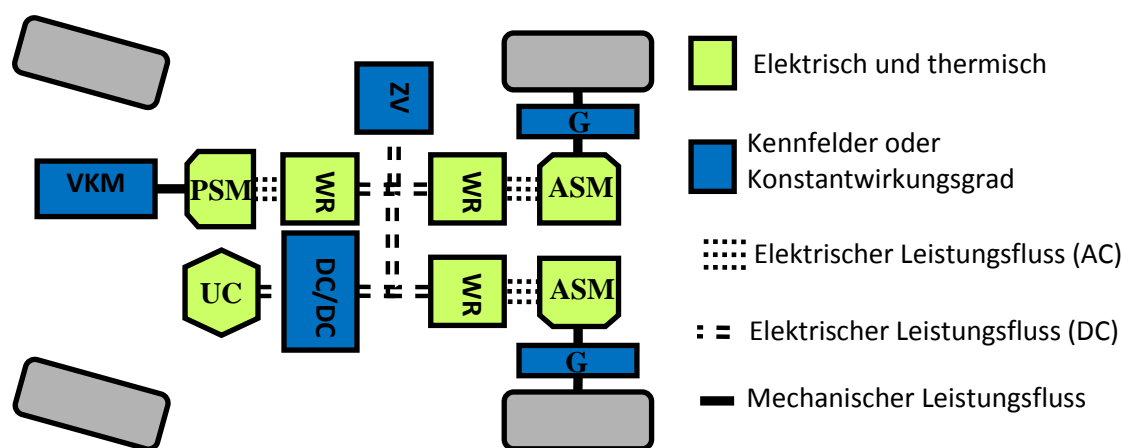 ZV
G
VKM
PSM
WR
WR
ASM
UC
DC/DC
WR
ASM
G
Elektrisch und thermisch
Kennfelder oder
Konstantwirkungsgrad
Elektrischer Leistungsfluss (AC)
Elektrischer Leistungsfluss (DC)
Mechanischer Leistungsfluss